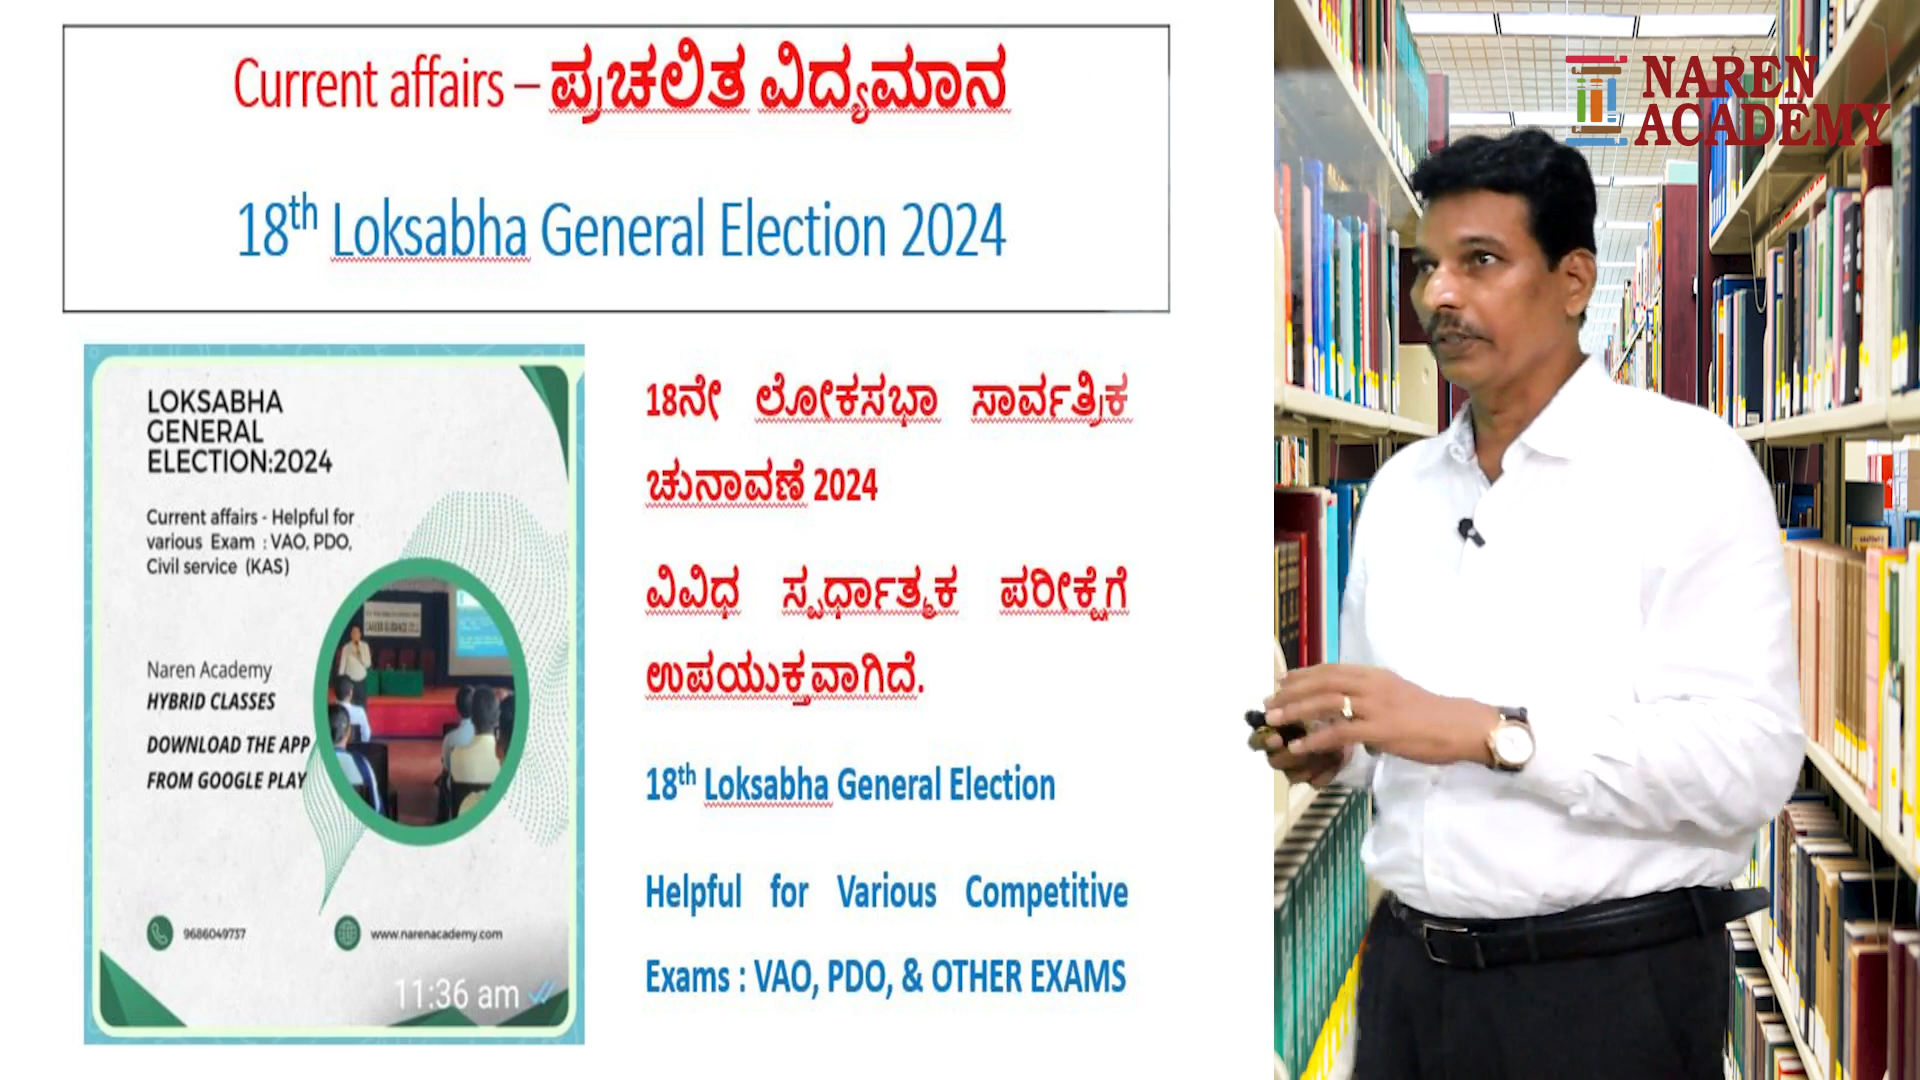 Current affairs – ಪ್ರಚಲಿತ ವಿದ್ಯಮಾನ
18th Loksabha General Election 2024
NAREN
ACADEMY
LOKSABHA
GENERAL
ELECTION:2024
Current affairs - Helpful for
various Exam : VAO, PDO,
Civil service (KAS)
Naren Academy
HYBRID CLASSES
DOWNLOAD THE APP
FROM GOOGLE PLAY
CAREER GUIDANCE CELL
9686049737
www.narenacademy.com
11:36 am
18ನೇ ಲೋಕಸಭಾ ಸಾರ್ವತ್ರಿಕ
ಚುನಾವಣೆ 2024
ವಿವಿಧ ಸ್ಪರ್ಧಾತ್ಮಕ ಪರೀಕ್ಷೆಗೆ
ಉಪಯುಕ್ತವಾಗಿದೆ.
18th Loksabha General Election
Helpful for Various Competitive
Exams : VAO, PDO, & OTHER EXAMS